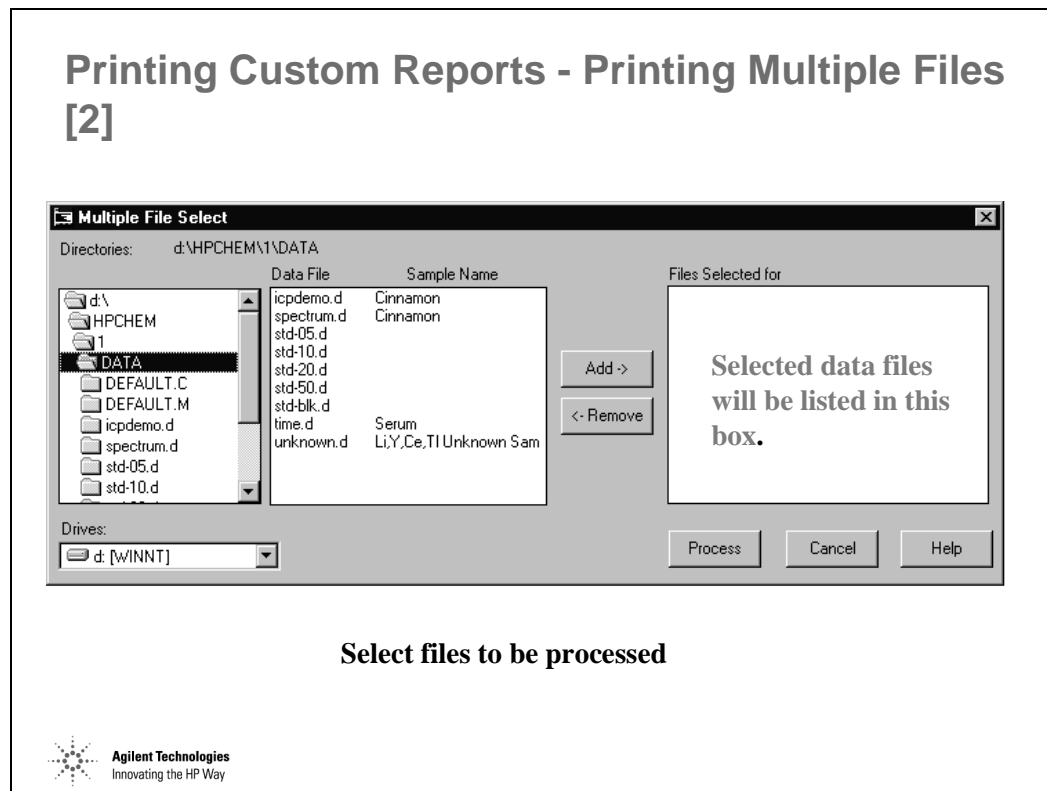 Printing Custom Reports - Printing Multiple Files
[2]
Multiple File Select
Directories: d:\HPCHEM\1\DATA
Data File Sample Name Files Selected for
d:\
HPCHEM
1
DATA
DEFAULT.C
DEFAULT.M
icpdemo.d
spectrum.d
std-05.d
std-10.d
icpdemo.d Cinnamon
spectrum.d Cinnamon
std-05.d
std-10.d
std-20.d
std-50.d
std-blk.d
time.d Serum
unknown.d Li,Y,Ce,Tl Unknown Sam
Add ->
<- Remove
Selected data files
will be listed in this
box.
Drives:
d: [WINNT]
Process Cancel Help
Select files to be processed
Agilent Technologies
Innovating the HP Way